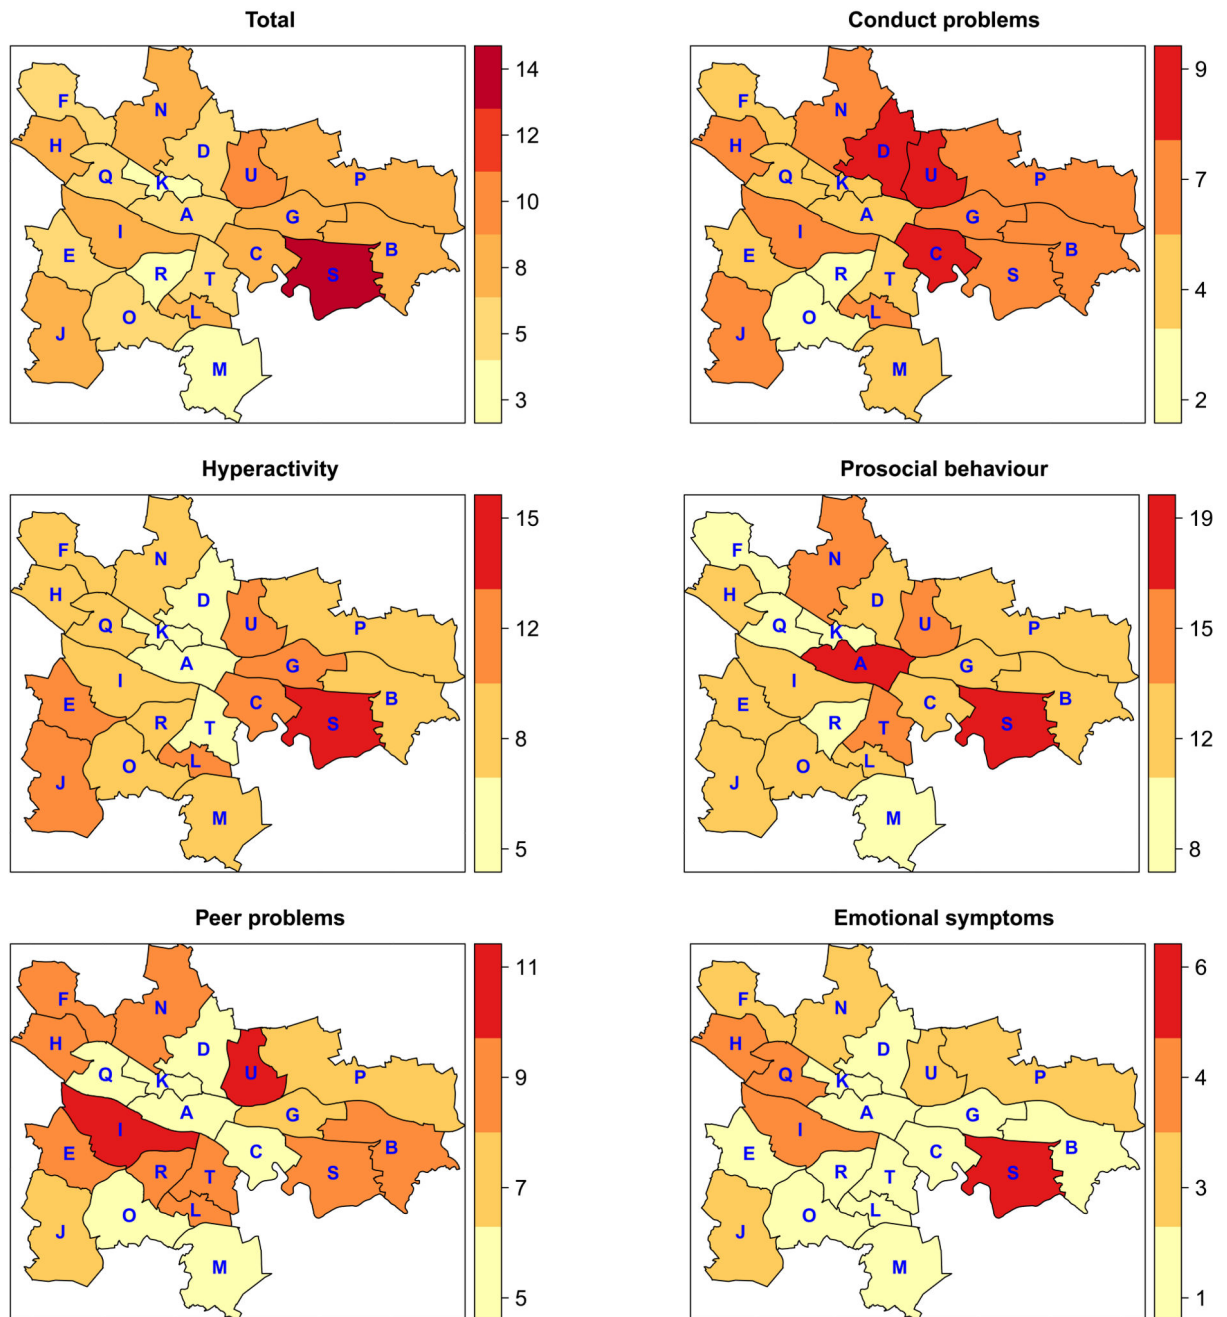 Total
F
N
H
D
Q
K
U
P
A
G
I
E
C
B
R
T
S
O
L
J
M
14
12
10
8
5
3
Conduct problems
F
N
H
D
Q
K
U
P
A
G
I
E
C
B
R
T
S
O
L
J
M
9
7
4
2
Hyperactivity
F
N
H
D
Q
K
U
P
A
G
I
E
C
B
R
T
S
O
L
J
M
15
12
8
5
Prosocial behaviour
F
N
H
D
Q
K
U
P
A
G
I
E
C
B
R
T
S
O
L
J
M
19
15
12
8
Peer problems
F
N
H
D
Q
K
U
P
A
G
I
E
C
B
R
T
S
O
L
J
M
11
9
7
5
Emotional symptoms
F
N
H
D
Q
K
U
P
A
G
I
E
C
B
R
T
S
O
L
J
M
6
4
3
1